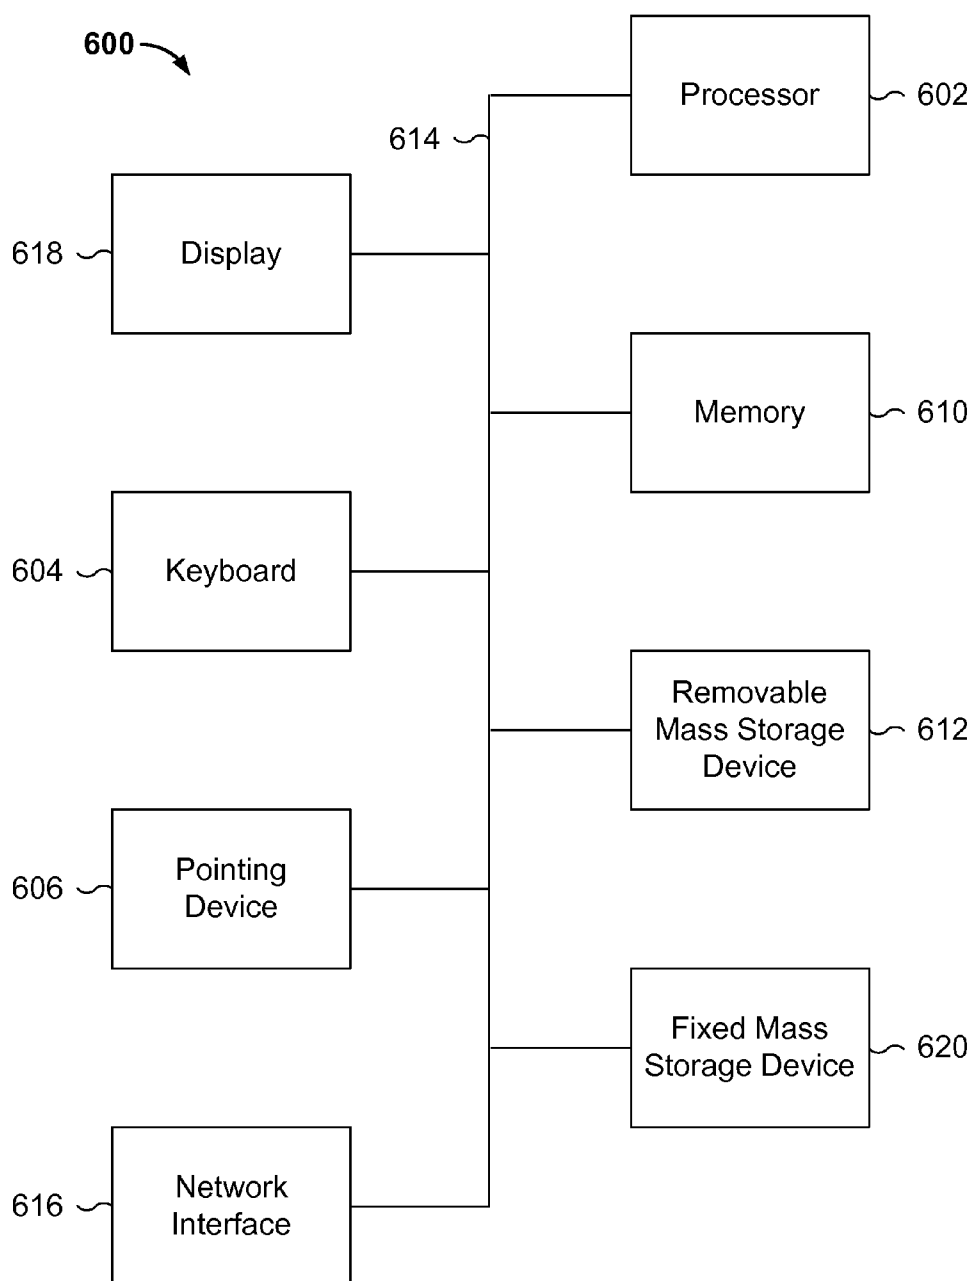 600
Processor
602
614
618
Display
Memory
610
604
Keyboard
Removable
Mass Storage
Device
612
606
Pointing
Device
Fixed Mass
Storage Device
620
616
Network
Interface